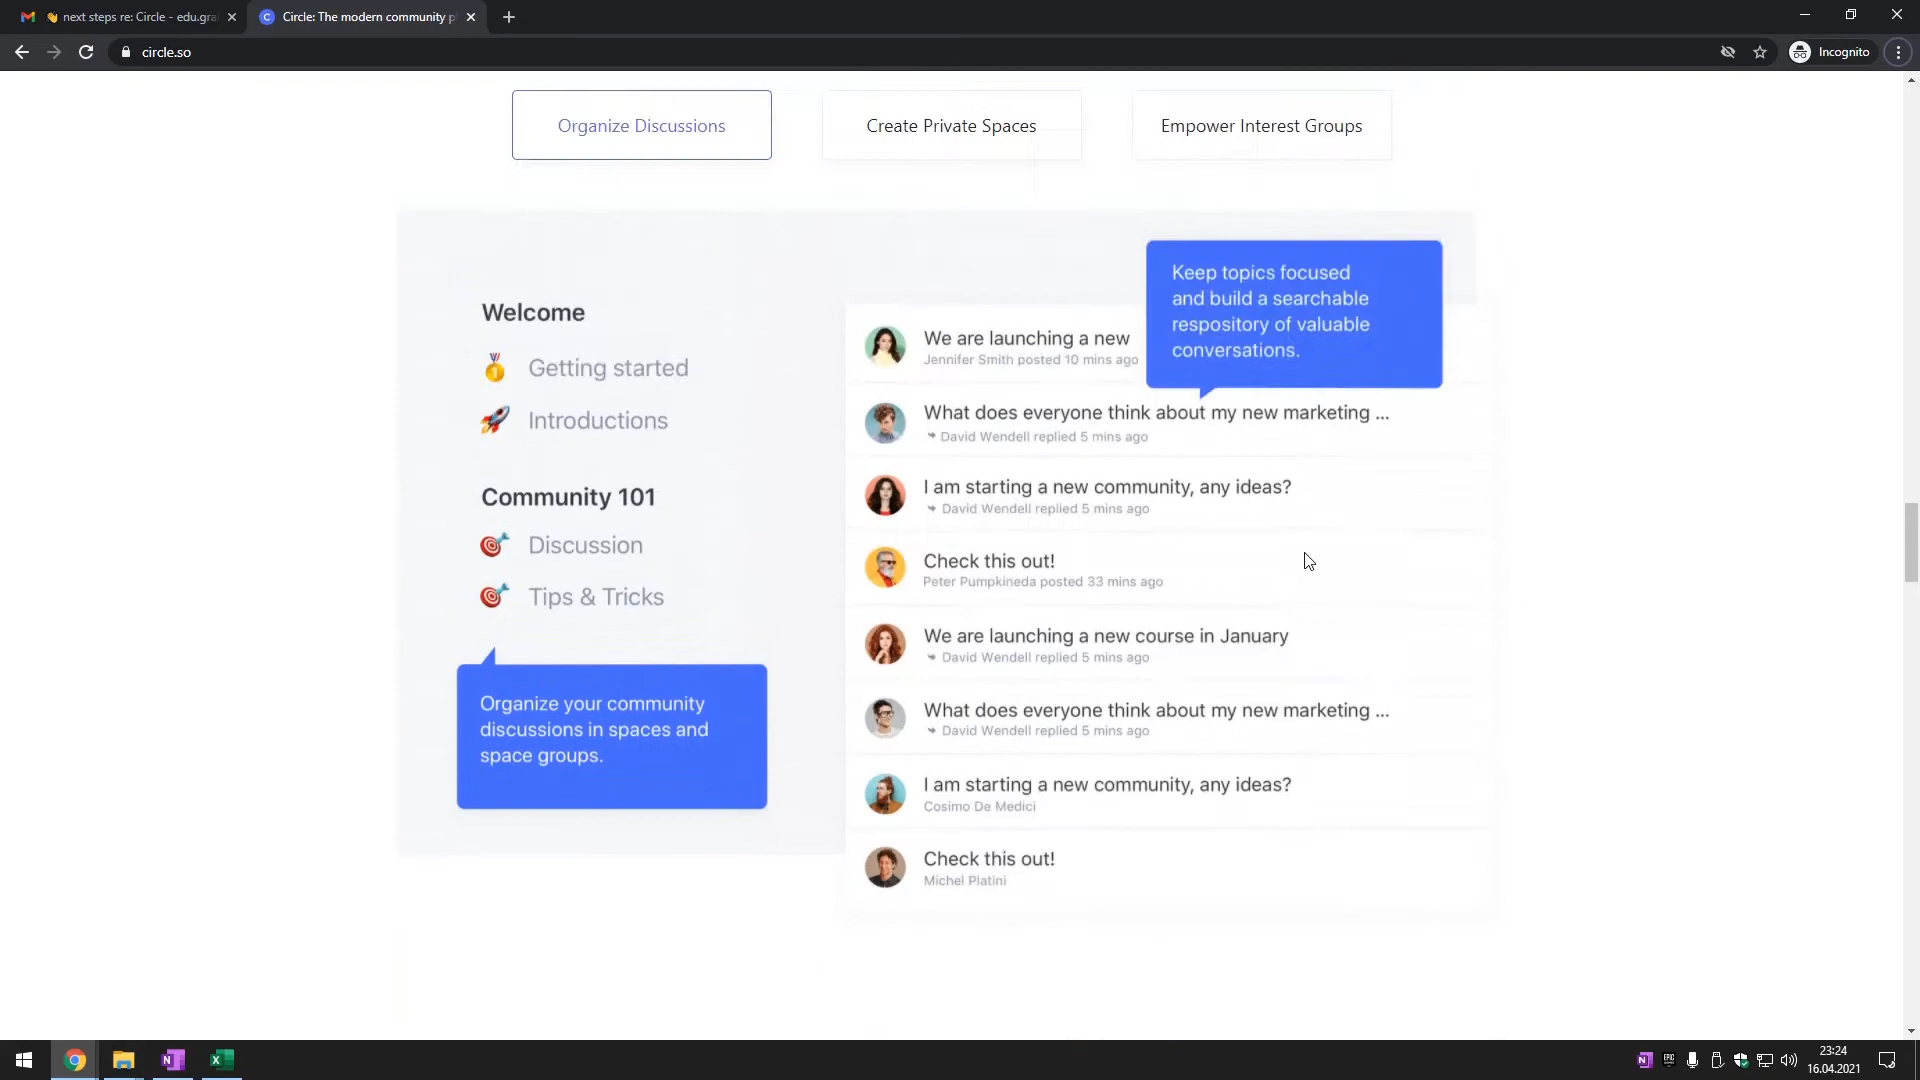 👋 next steps re: Circle - edu.gra
Circle: The modern community p
circle.so
Incognito
Organize Discussions
Create Private Spaces
Empower Interest Groups
Keep topics focused
and build a searchable
respository of valuable
conversations.
Welcome
Getting started
Introductions
Community 101
Discussion
Tips & Tricks
Organize your community
discussions in spaces and
space groups.
We are launching a new
Jennifer Smith posted 10 mins ago
What does everyone think about my new marketing ...
David Wendell replied 5 mins ago
I am starting a new community, any ideas?
David Wendell replied 5 mins ago
Check this out!
Peter Pumpkineda posted 33 mins ago
We are launching a new course in January
David Wendell replied 5 mins ago
What does everyone think about my new marketing ...
David Wendell replied 5 mins ago
I am starting a new community, any ideas?
Cosimo De Medici
Check this out!
Michel Platini
23:24
16.04.2021